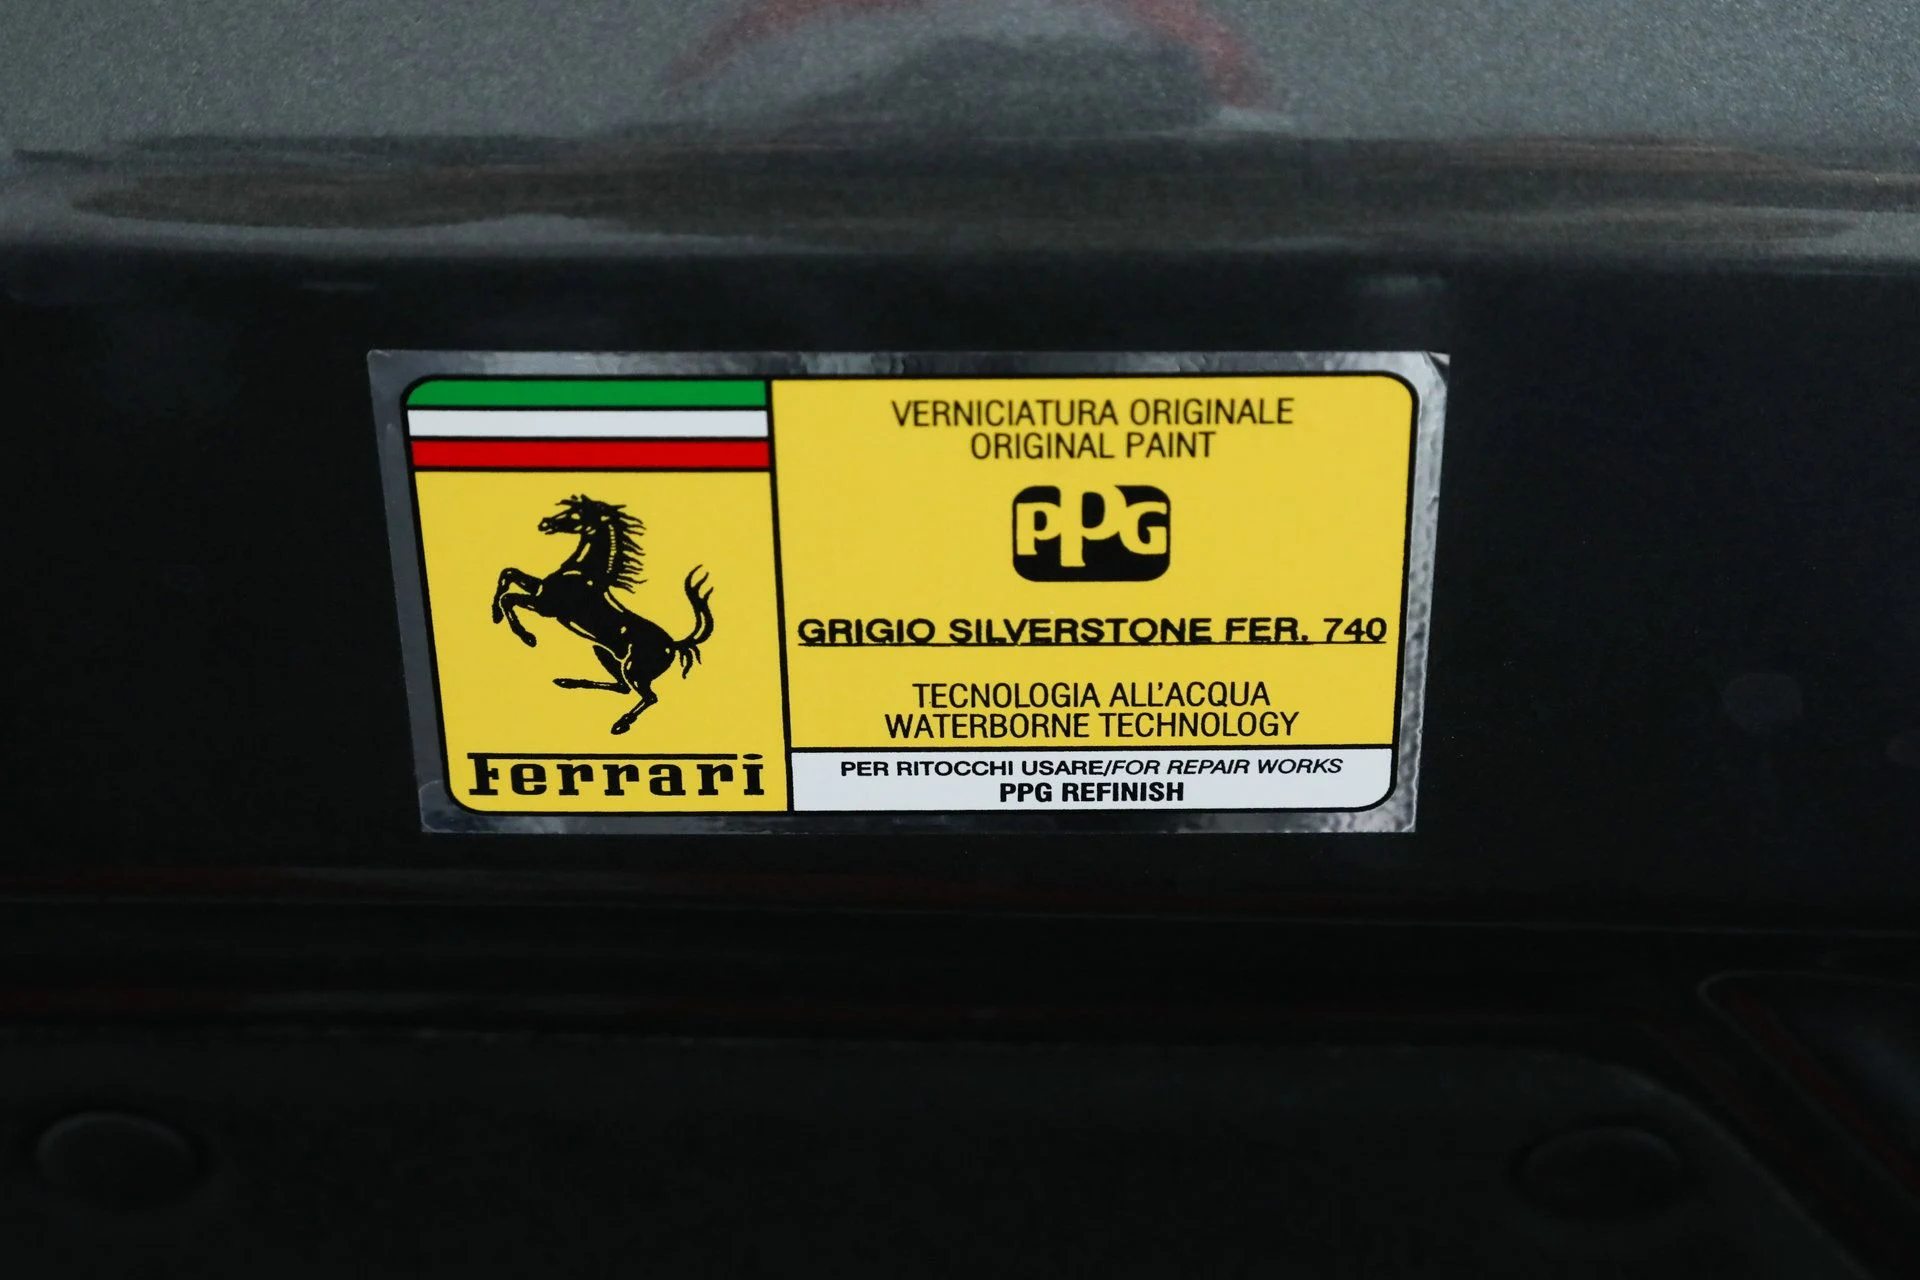 Ferrari
VERNICIATURA ORIGINALE
ORIGINAL PAINT
PPG
GRIGIO SILVERSTONE FER. 740
TECNOLOGIA ALL'ACQUA
WATERBORNE TECHNOLOGY
PER RITOCCHI USARE/FOR REPAIR WORKS
PPG REFINISH